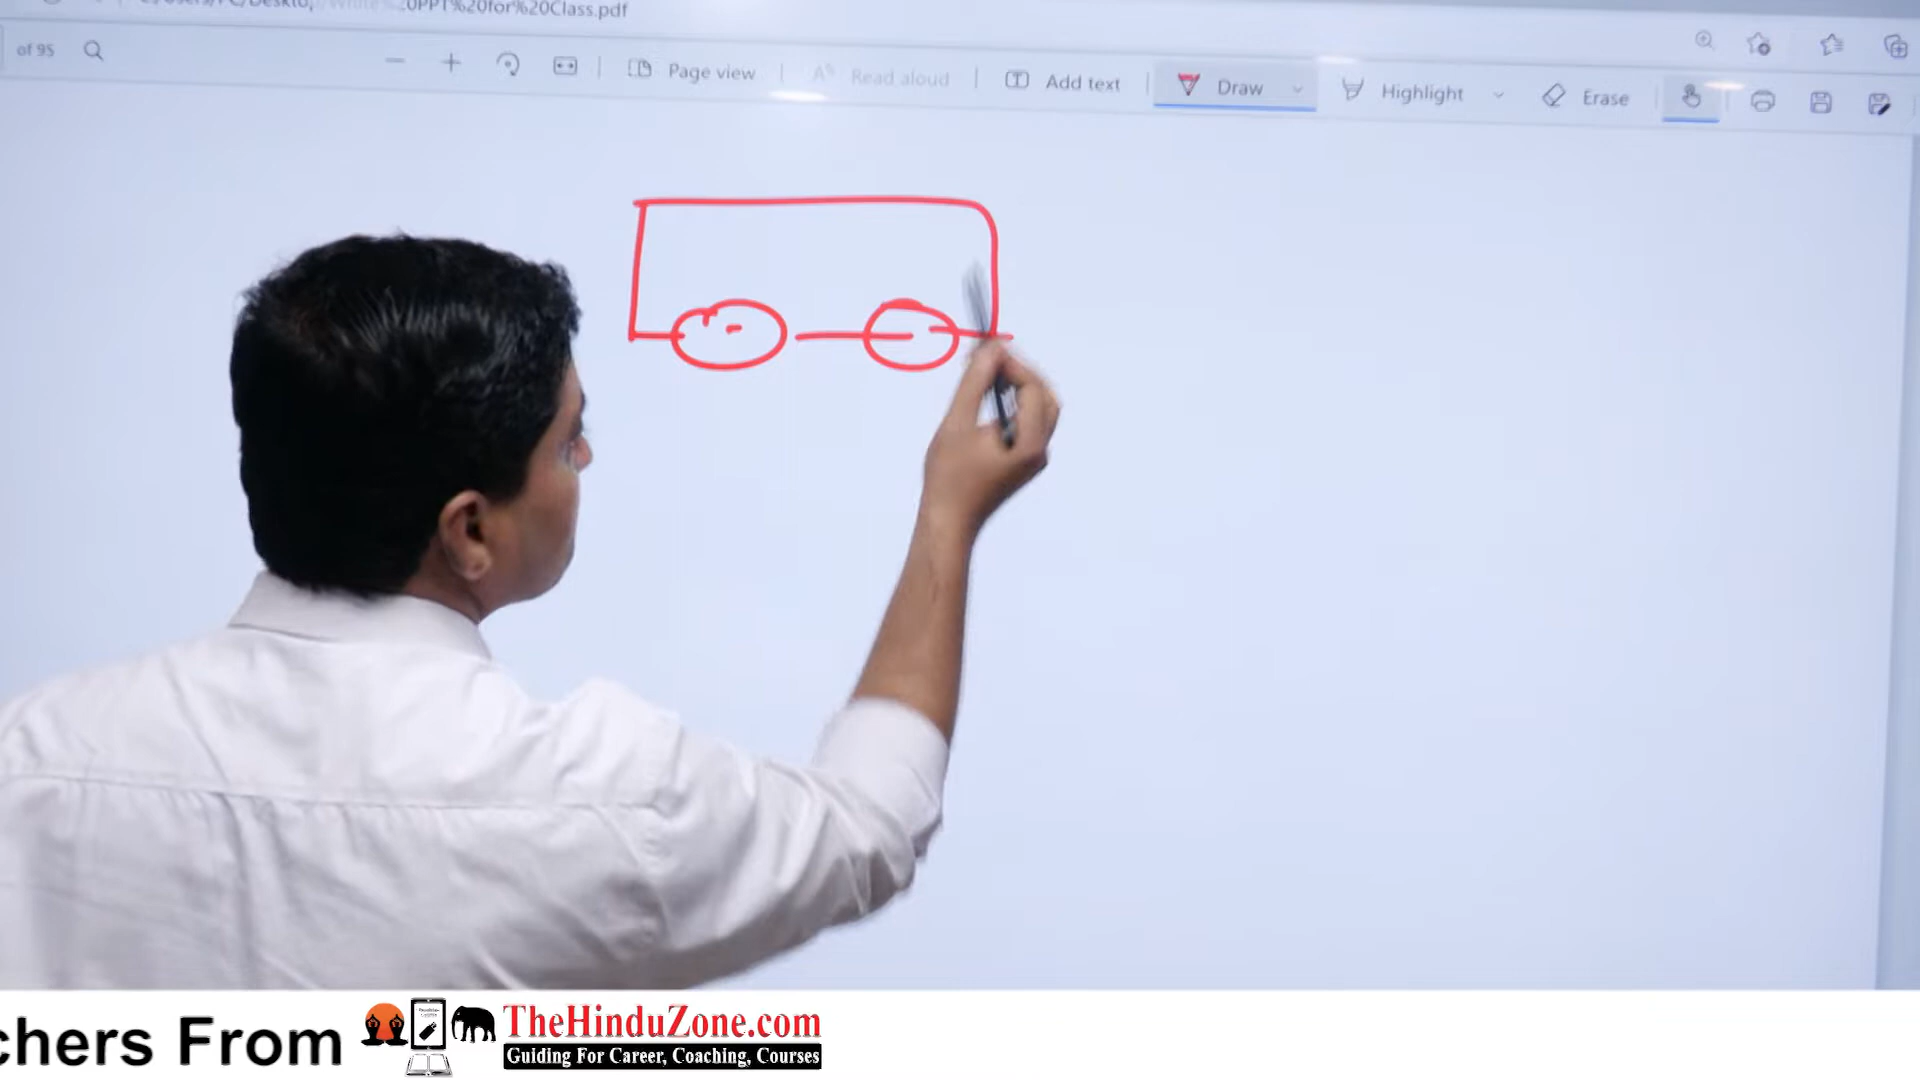 PPT%20for%20Class.pdf
of 95
Page view
Read aloud
Add text
Draw
Highlight
Erase
chers From
TheHinduZone.com
Guiding For Career, Coaching, Courses